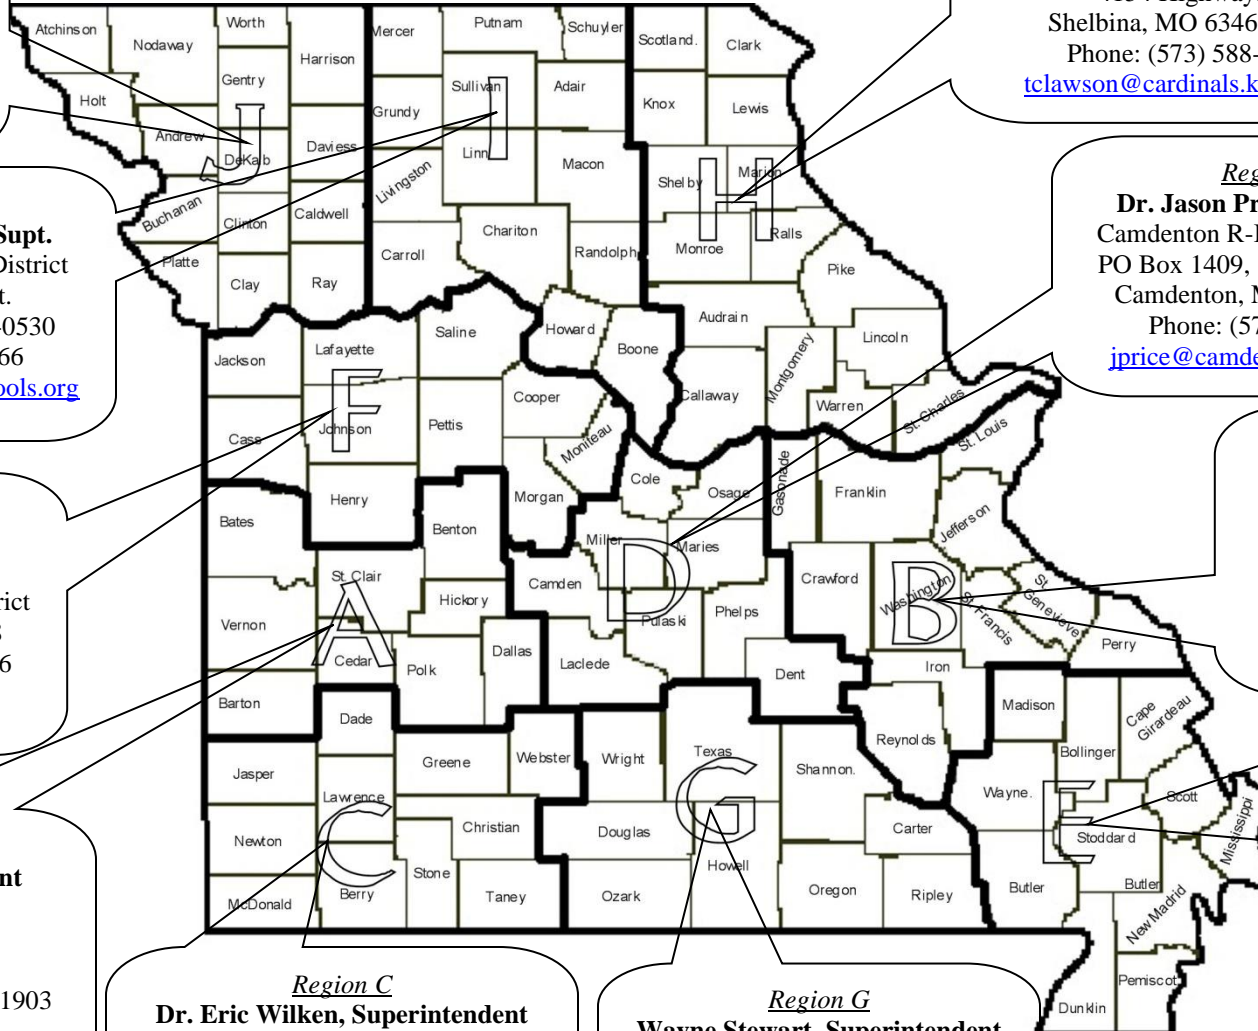 Atchinson
Nodaway
Worth
Harrison
Mercer
Putnam
Schuyler
Scotland.
Clark
Shelbina, MO 6346
Phone: (573) 588-
tclawson@cardinals.k
Holt
Gentry
Grundy
Sullivan
I
Adair
Knox
Lewis
Andrew
J
DeKalb
Daviess
Livingston
Linn
Macon
Shelby
H
Marion
Buchanan
Clinton
Caldwell
Chariton
Randolph
Monroe
Ralls
Platte
Clay
Ray
Carroll
Pike
Supt.
District
t.
0530
66
ools.org
Reg
Dr. Jason Pr
Camdenton R-I
PO Box 1409,
Camdenton, M
Phone: (57
jprice@camde
Jackson
Lafayette
Saline
Howard
Boone
Audrain
Lincoln
Callaway
Montgomery
Warren
St. Charles
St. Louis
Cass
F
Johnson
Pettis
Cooper
Moniteau
Cole
Osage
Gasonade
Franklin
Jefferson
Henry
Morgan
Bates
Benton
Miller
Maries
D
Camden
Pulaski
Phelps
Crawford
Washington
B
St. Francis
St. Genevieve
Perry
rict
6
St. Clair
Hickory
Vernon
A
Cedar
Polk
Dallas
Laclede
Dent
Iron
Barton
Dade
Madison
Cape Girardeau
Bollinger
Reynolds
Jasper
Greene
Webster
Wright
Texas
Shannon.
Wayne.
E
Scott
Lawrence
C
Christian
Douglas
G
Howell
Carter
Stoddard
Mississippi
Newton
McDonald
Berry
Stone
Taney
Ozark
Oregon
Ripley
Butler
Butler
New Madrid
Pemiscot
Dunklin
nt
1903
Region C
Dr. Eric Wilken, Superintendent
Region G
Wayne Stewart, Superintendent